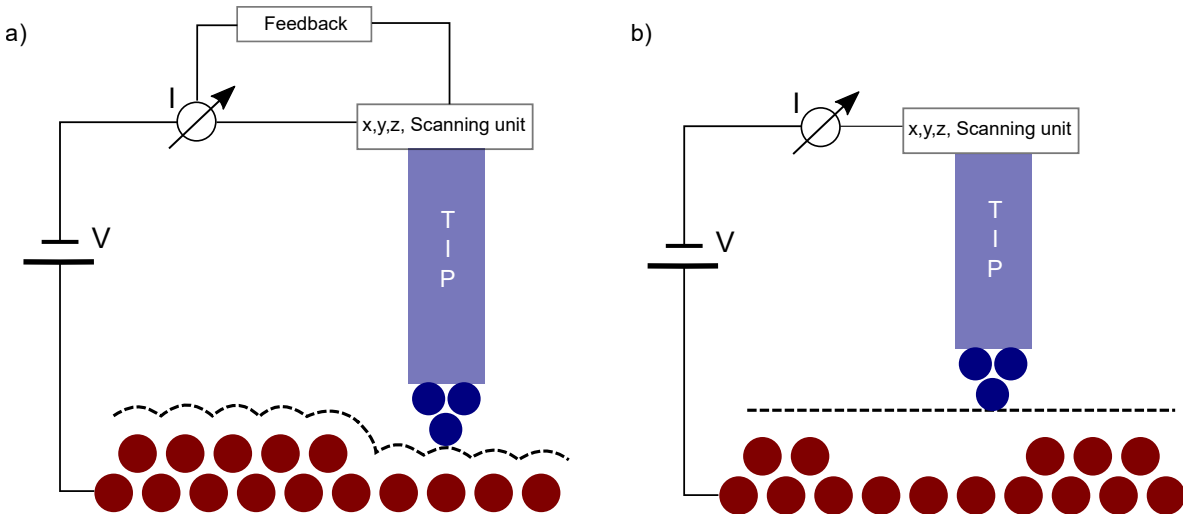 a)
Feedback
I
x,y,z, Scanning unit
V
T
I
P
b)
I
x,y,z, Scanning unit
V
T
I
P